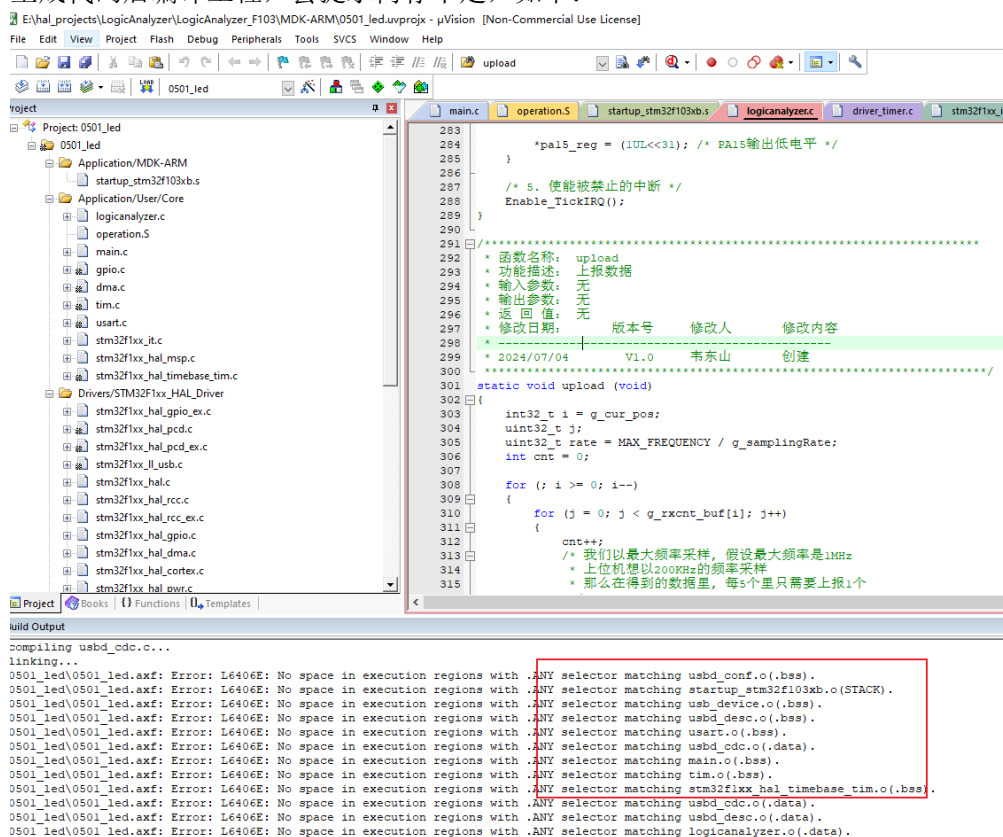 E:\hal_projects\LogicAnalyzer\LogicAnalyzer_F103\MDK-ARM\0501_led.uvprojx - µVision [Non-Commercial Use License]
File Edit View Project Flash Debug Peripherals Tools SVCS Window Help
upload
0501_led
Project
main.c operation.S startup_stm32f103xb.s logicanalyzer.c driver_timer.c
Project: 0501_led
0501_led
Application/MDK-ARM
startup_stm32f103xb.s
Application/User/Core
logicanalyzer.c
operation.S
main.c
gpio.c
dma.c
tim.c
usart.c
stm32f1xx_it.c
stm32f1xx_hal_msp.c
stm32f1xx_hal_timebase_tim.c
Drivers/STM32F1xx_HAL_Driver
stm32f1xx_hal_gpio_ex.c
stm32f1xx_hal_pcd.c
stm32f1xx_hal_pcd_ex.c
stm32f1xx_ll_usb.c
stm32f1xx_hal.c
stm32f1xx_hal_rcc.c
stm32f1xx_hal_rcc_ex.c
stm32f1xx_hal_gpio.c
stm32f1xx_hal_dma.c
stm32f1xx_hal_cortex.c
stm32f1xx_hal_pwr.c
Project Books {} Functions 0. Templates
283
284 *pa15_reg = (1UL<<31); /* PA15输出低电平 */
285 }
286
287 /* 5. 使能被禁止的中断 */
288 Enable_TickIRQ();
289 }
290
291 /**********************************************************************
292 * 函数名称： upload
293 * 功能描述： 上报数据
294 * 输入参数： 无
295 * 输出参数： 无
296 * 返 回 值： 无
297 * 修改日期： 版本号 修改人 修改内容
298 * -----------------------------------------------
299 * 2024/07/04 V1.0 韦东山 创建
300 ***********************************************************************/
301 static void upload (void)
302 {
303 int32_t i = g_cur_pos;
304 uint32_t j;
305 uint32_t rate = MAX_FREQUENCY / g_samplingRate;
306 int cnt = 0;
307
308 for (; i >= 0; i--)
309 {
310 for (j = 0; j < g_rxcnt_buf[i]; j++)
311 {
312 cnt++;
313 /* 我们以最大频率采样，假设最大频率是1MHz
314 * 上位机想以200KHz的频率采样
315 * 那么在得到的数据里，每5个里只需要上报1个
Build Output
compiling usbd_cdc.c...
linking...
0501_led\0501_led.axf: Error: L6406E: No space in execution regions with .ANY selector matching usbd_conf.o(.bss).
0501_led\0501_led.axf: Error: L6406E: No space in execution regions with .ANY selector matching startup_stm32f103xb.o(STACK).
0501_led\0501_led.axf: Error: L6406E: No space in execution regions with .ANY selector matching usb_device.o(.bss).
0501_led\0501_led.axf: Error: L6406E: No space in execution regions with .ANY selector matching usbd_desc.o(.bss).
0501_led\0501_led.axf: Error: L6406E: No space in execution regions with .ANY selector matching usart.o(.bss).
0501_led\0501_led.axf: Error: L6406E: No space in execution regions with .ANY selector matching usbd_cdc.o(.data).
0501_led\0501_led.axf: Error: L6406E: No space in execution regions with .ANY selector matching main.o(.bss).
0501_led\0501_led.axf: Error: L6406E: No space in execution regions with .ANY selector matching tim.o(.bss).
0501_led\0501_led.axf: Error: L6406E: No space in execution regions with .ANY selector matching stm32f1xx_hal_timebase_tim.o(.bss).
0501_led\0501_led.axf: Error: L6406E: No space in execution regions with .ANY selector matching usbd_cdc.o(.data).
0501_led\0501_led.axf: Error: L6406E: No space in execution regions with .ANY selector matching usbd_desc.o(.data).
0501_led\0501_led.axf: Error: L6406E: No space in execution regions with .ANY selector matching logicanalyzer.o(.data).